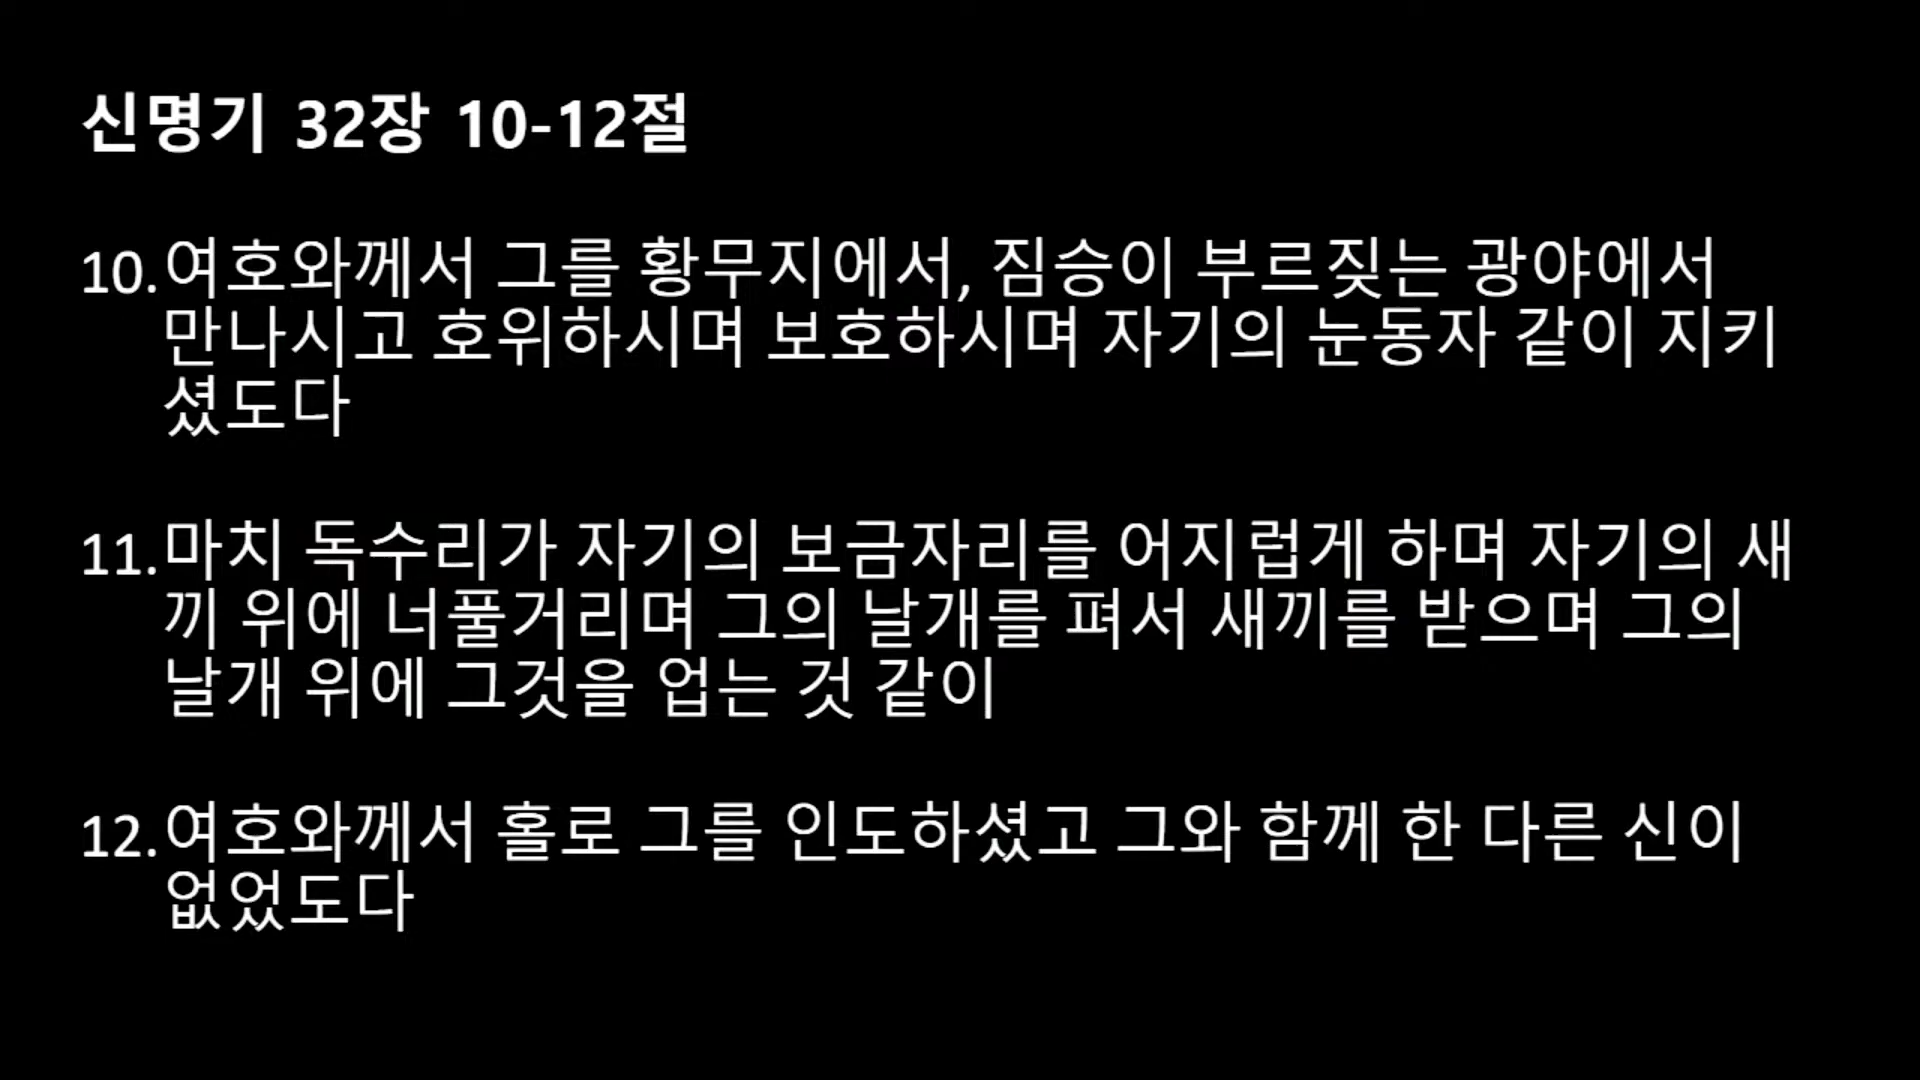 신명기 32장 10-12절
10.여호와께서 그를 황무지에서, 짐승이 부르짖는 광야에서
만나시고 호위하시며 보호하시며 자기의 눈동자 같이 지키
셨도다
11.마치 독수리가 자기의 보금자리를 어지럽게 하며 자기의 새
끼 위에 너풀거리며 그의 날개를 펴서 새끼를 받으며 그의
날개 위에 그것을 업는 것 같이
12.여호와께서 홀로 그를 인도하셨고 그와 함께 한 다른 신이
없었도다